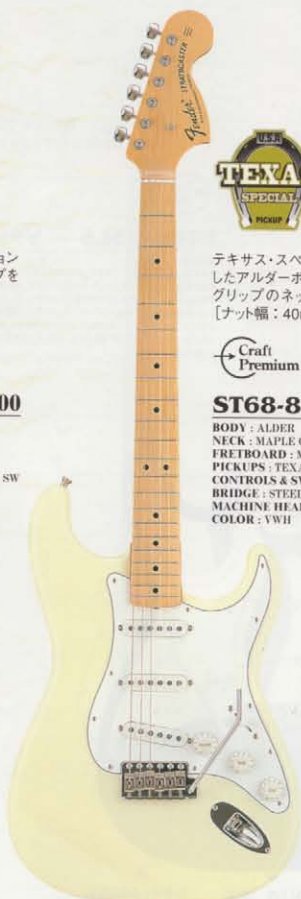 ョン
グを
00
SW
Fender STRATOCASTER
U.S.A.
TEXA
SPECIAL
PICKUP
テキサス・スペ
したアルダーボ
グリップのネッ
[ナット幅：40
Craft
Premium
ST68-8
BODY : ALDER
NECK : MAPLE
FRETBOARD : M
PICKUPS : TEXA
CONTROLS & SW
BRIDGE : STEEL
MACHINE HEA
COLOR : VWH